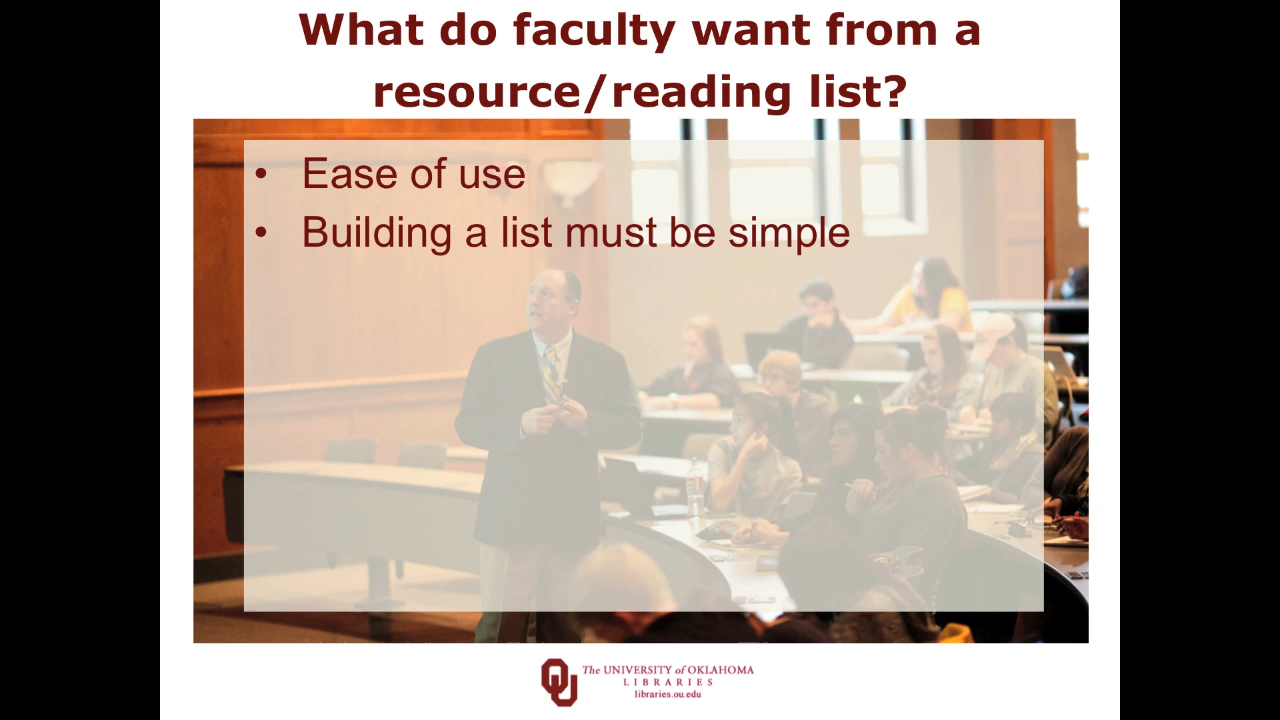 What do faculty want from a
resource/reading list?
• Ease of use
• Building a list must be simple
OU
The UNIVERSITY of OKLAHOMA
LIBRARIES
libraries.ou.edu